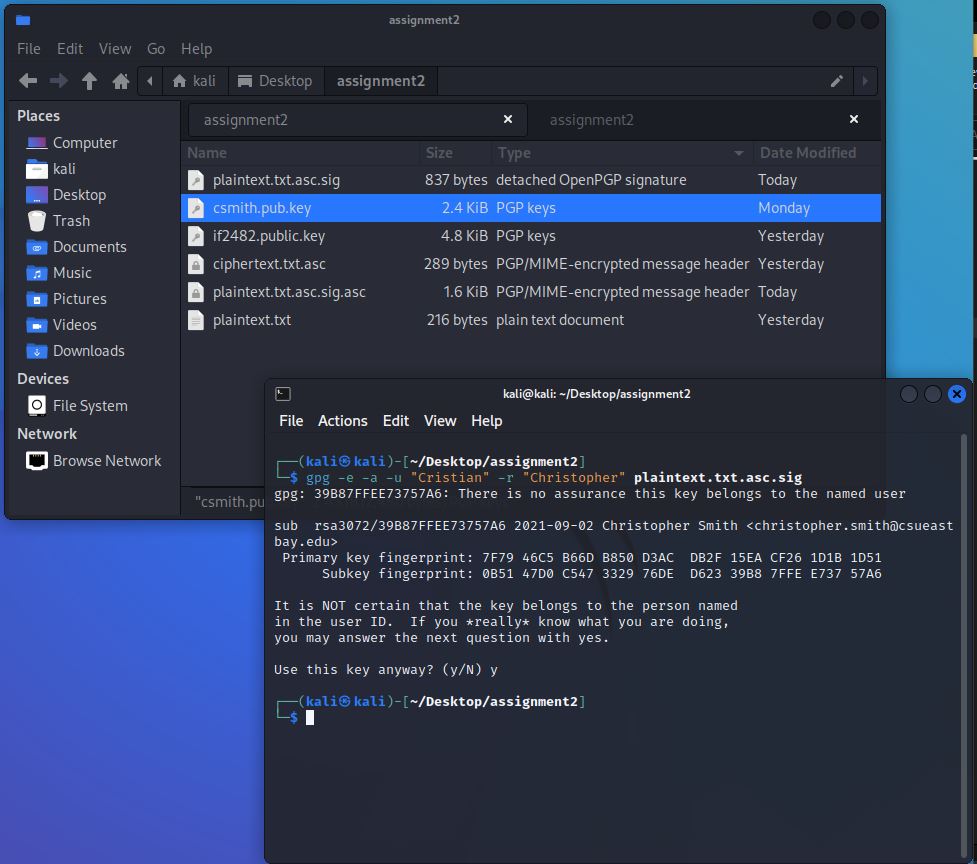 assignment2
File Edit View Go Help
kali Desktop assignment2
Places
Computer
kali
Desktop
Trash
Documents
Music
Pictures
Videos
Downloads
Devices
File System
Network
Browse Network
assignment2 × assignment2 ×
Name Size Type Date Modified
plaintext.txt.asc.sig 837 bytes detached OpenPGP signature Today
csmith.pub.key 2.4 KiB PGP keys Monday
if2482.public.key 4.8 KiB PGP keys Yesterday
ciphertext.txt.asc 289 bytes PGP/MIME-encrypted message header Yesterday
plaintext.txt.asc.sig.asc 1.6 KiB PGP/MIME-encrypted message header Today
plaintext.txt 216 bytes plain text document Yesterday
"csmith.pu
kali@kali: ~/Desktop/assignment2
File Actions Edit View Help
┌──(kali㉿kali)-[~/Desktop/assignment2]
└─$ gpg -e -a -u "Cristian" -r "Christopher" plaintext.txt.asc.sig
gpg: 39B87FFEE73757A6: There is no assurance this key belongs to the named user
sub rsa3072/39B87FFEE73757A6 2021-09-02 Christopher Smith <christopher.smith@csueast
bay.edu>
Primary key fingerprint: 7F79 46C5 B66D B850 D3AC DB2F 15EA CF26 1D1B 1D51
Subkey fingerprint: 0B51 47D0 C547 3329 76DE D623 39B8 7FFE E737 57A6
It is NOT certain that the key belongs to the person named
in the user ID. If you *really* know what you are doing,
you may answer the next question with yes.
Use this key anyway? (y/N) y
┌──(kali㉿kali)-[~/Desktop/assignment2]
└─$